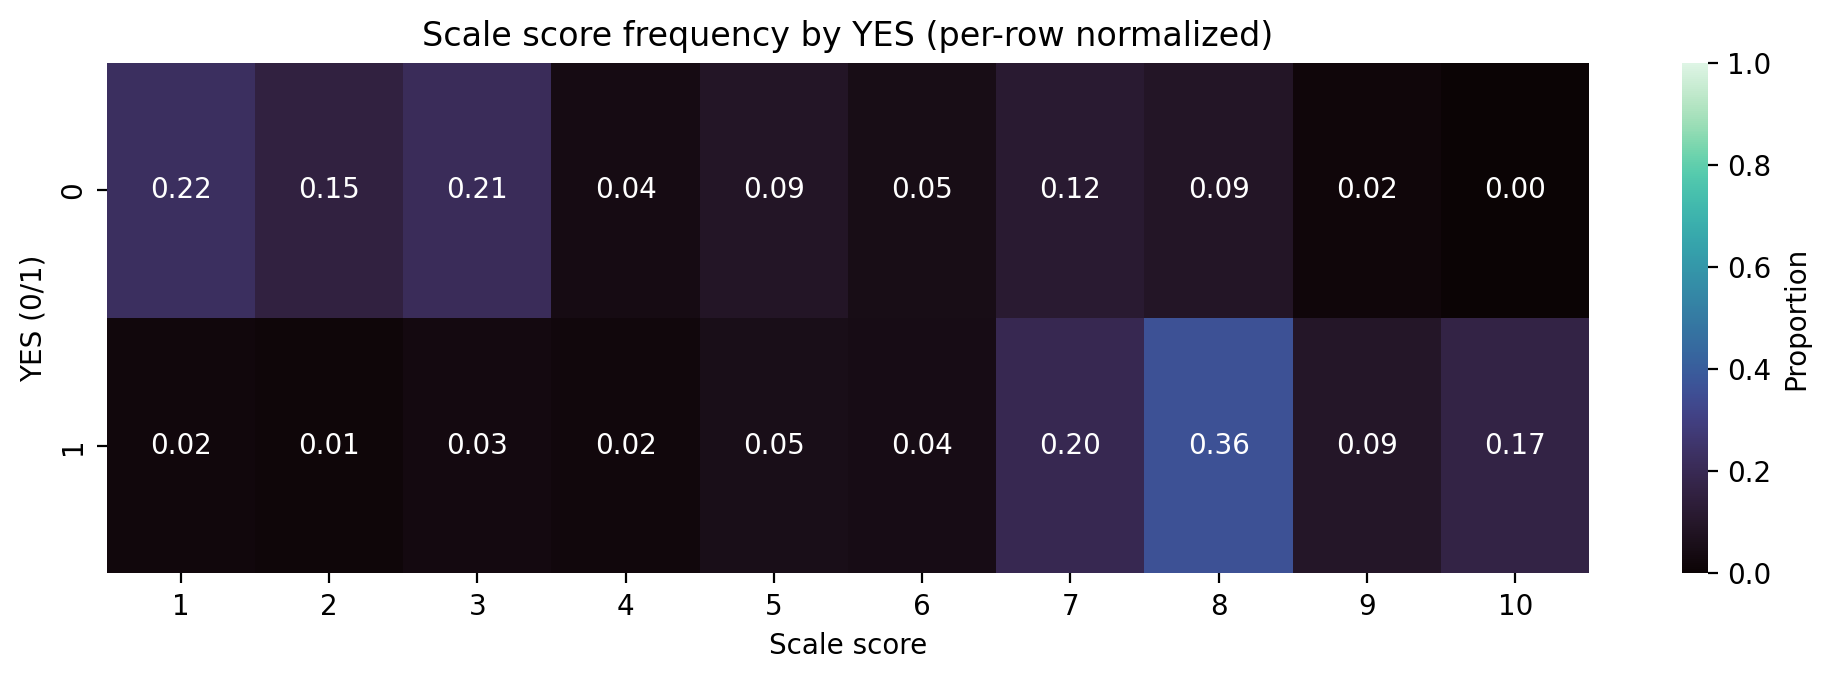 Scale score frequency by YES (per-row normalized)
YES (0/1)
0
0.22 0.15 0.21 0.04 0.09 0.05 0.12 0.09 0.02 0.00
1
0.02 0.01 0.03 0.02 0.05 0.04 0.20 0.36 0.09 0.17
1 2 3 4 5 6 7 8 9 10
Scale score
1.0
0.8
0.6
0.4
0.2
0.0
Proportion